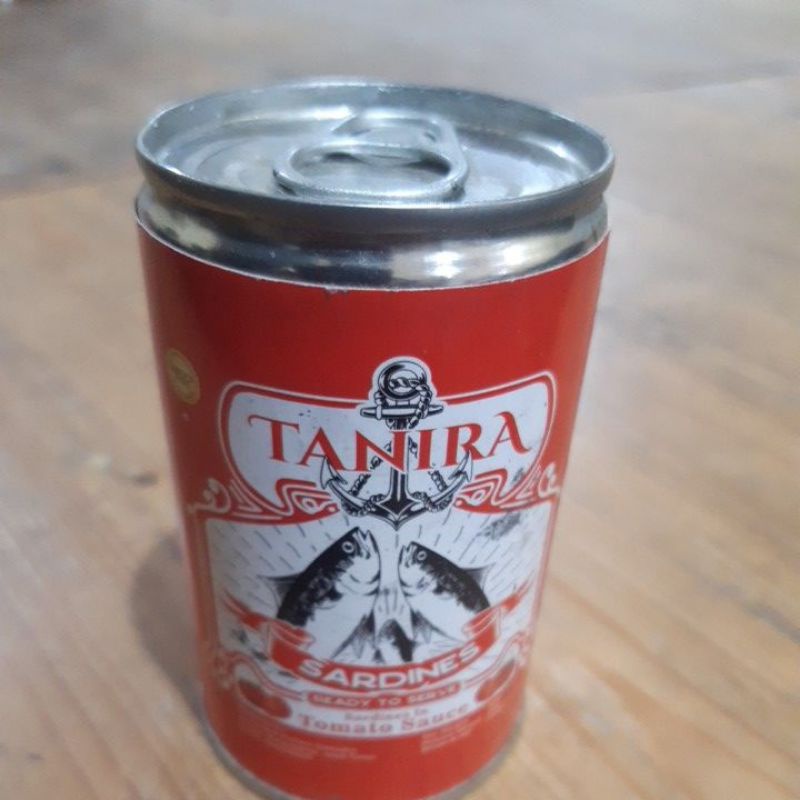 TANIRA
SARDINES
READY TO SERVE
Sardines in
Tomato Sauce